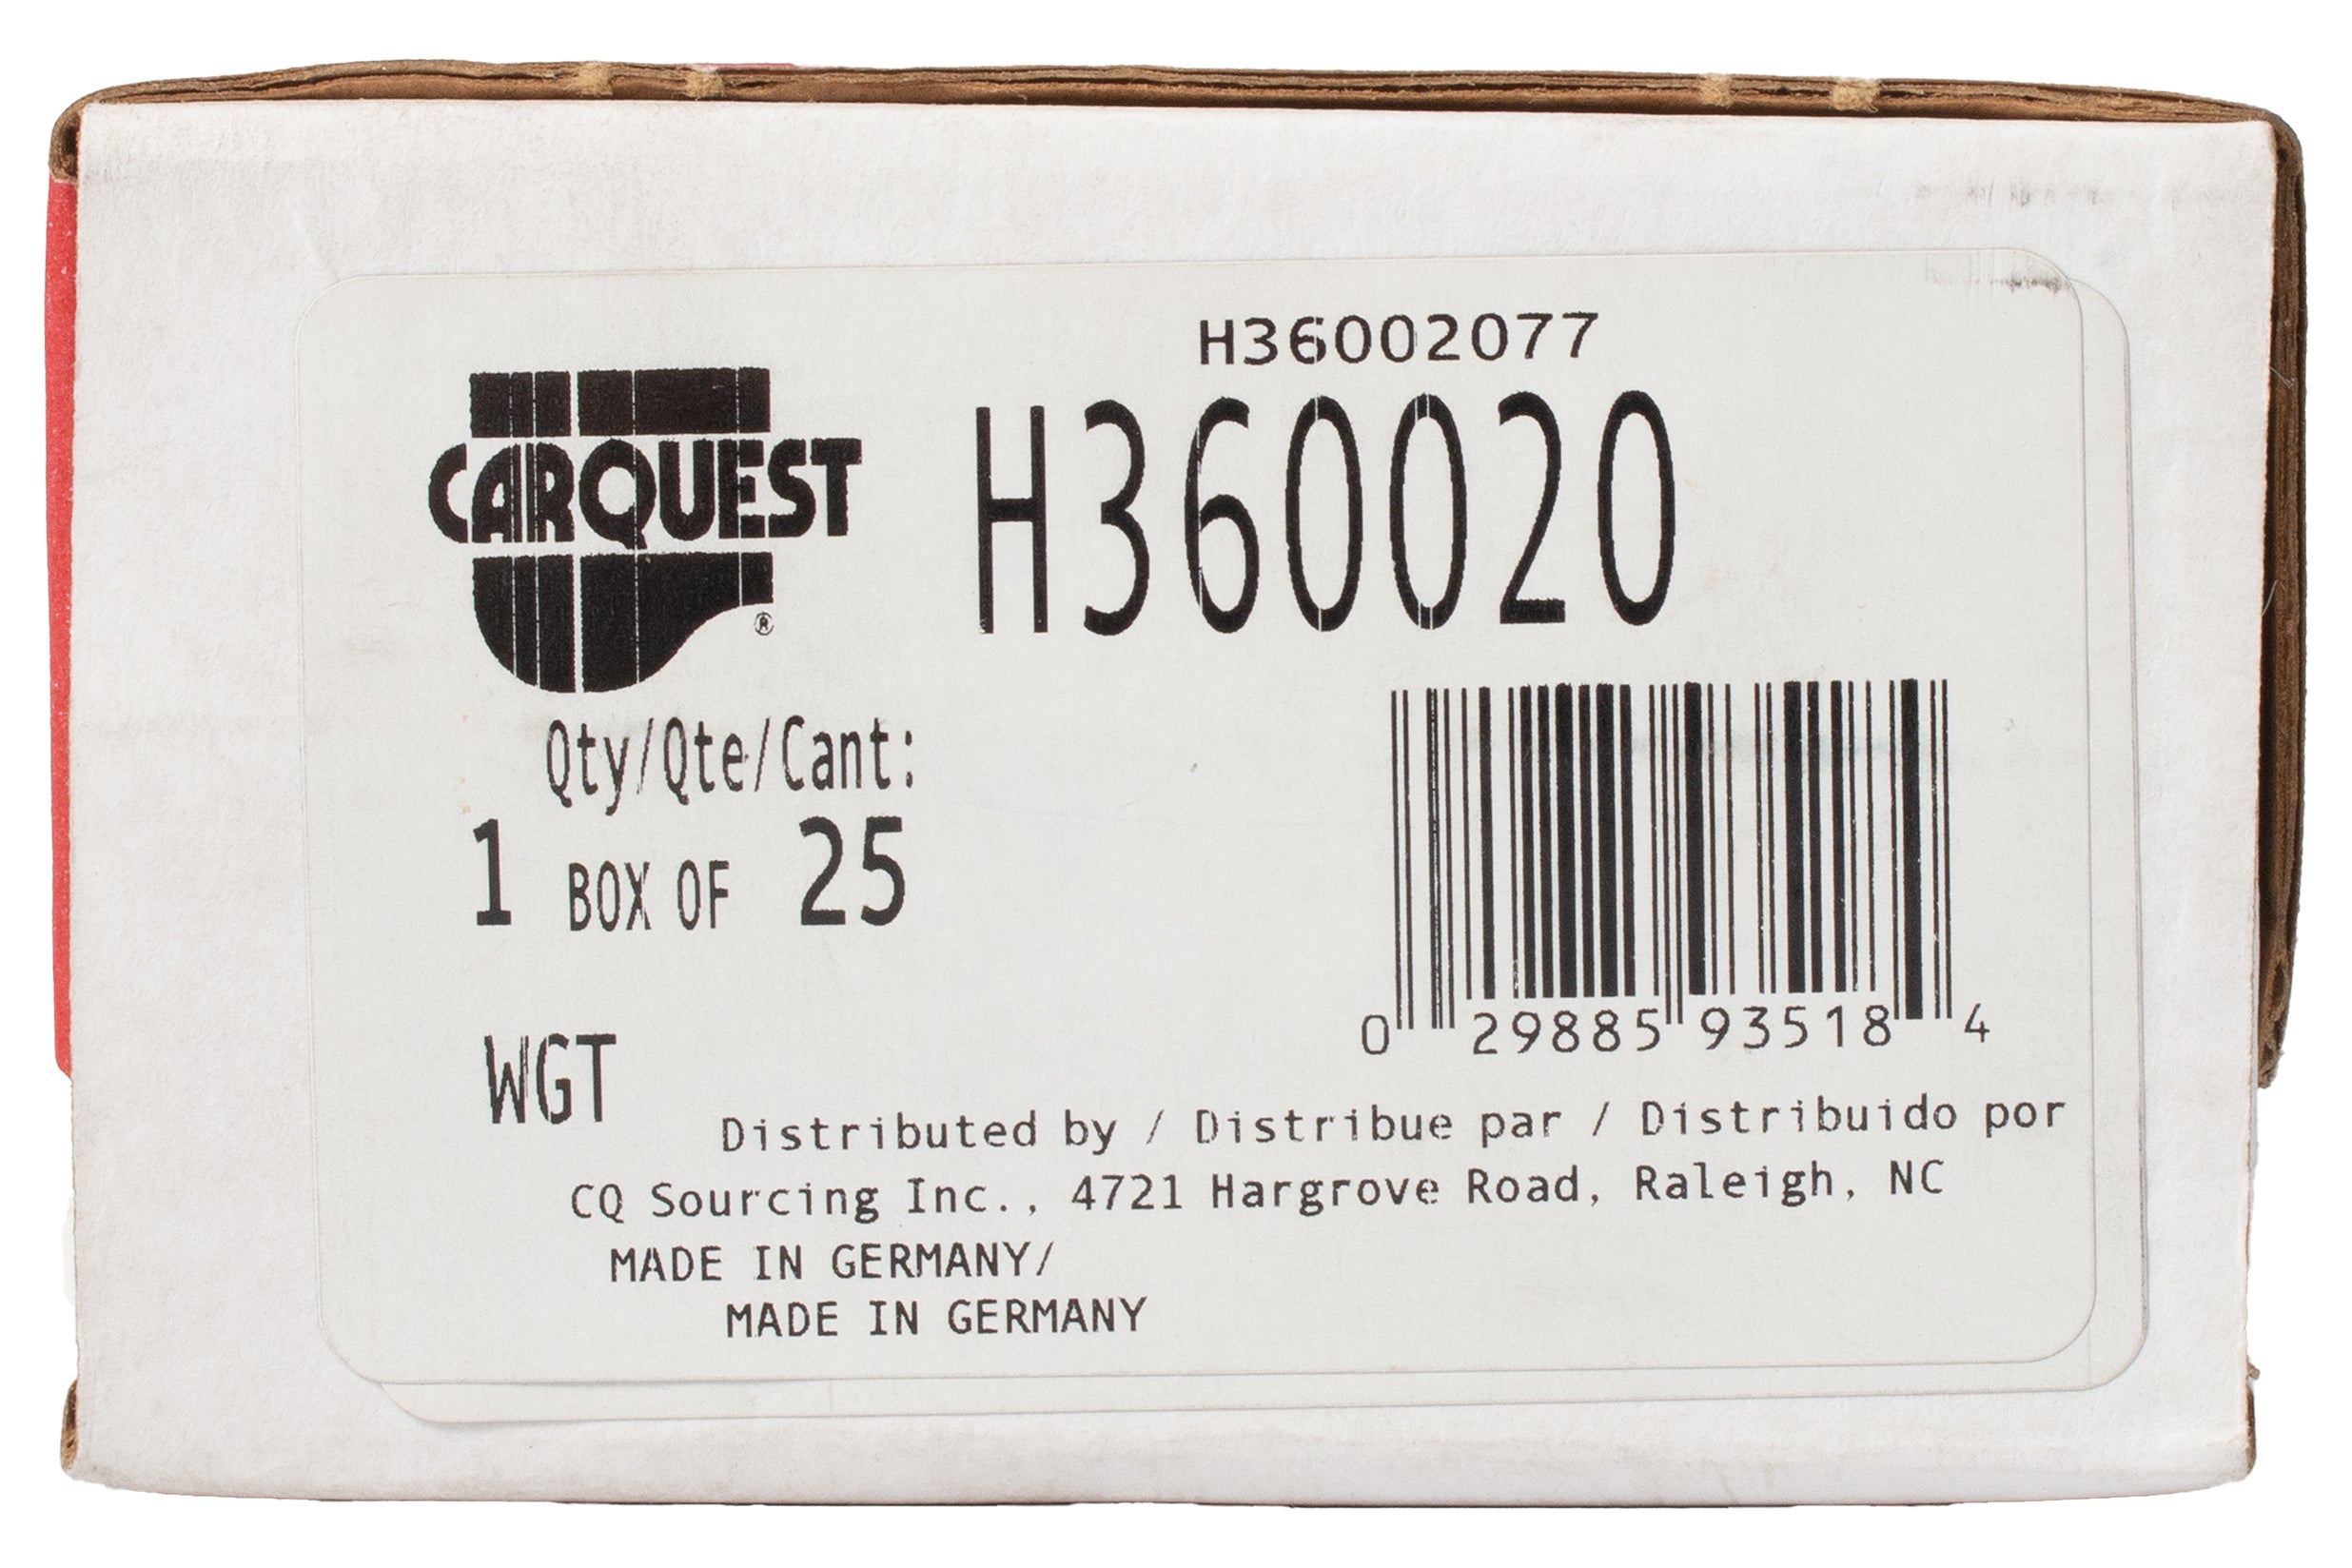 H36002077
CARQUEST
®
H360020
Qty/Qte/Cant:
1 BOX OF 25
0 29885 93518 4
WGT
Distributed by / Distribue par / Distribuido por
CQ Sourcing Inc., 4721 Hargrove Road, Raleigh, NC
MADE IN GERMANY/
MADE IN GERMANY